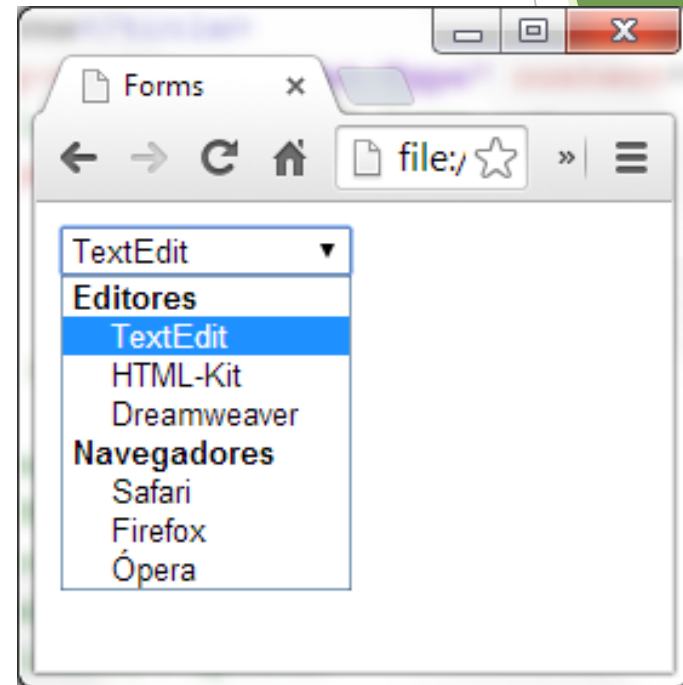 Forms
file:/
TextEdit
Editores
TextEdit
HTML-Kit
Dreamweaver
Navegadores
Safari
Firefox
Ópera